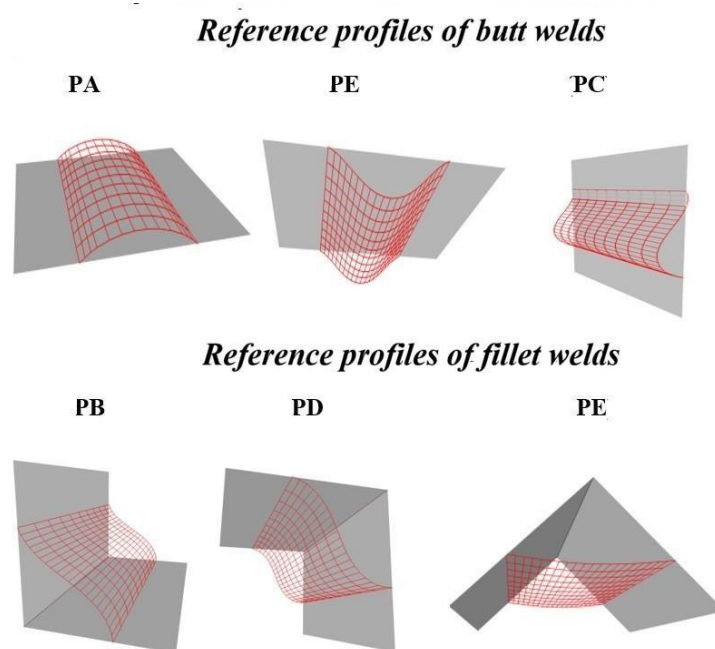 Reference profiles of butt welds
PA PE PC
Reference profiles of fillet welds
PB PD PE